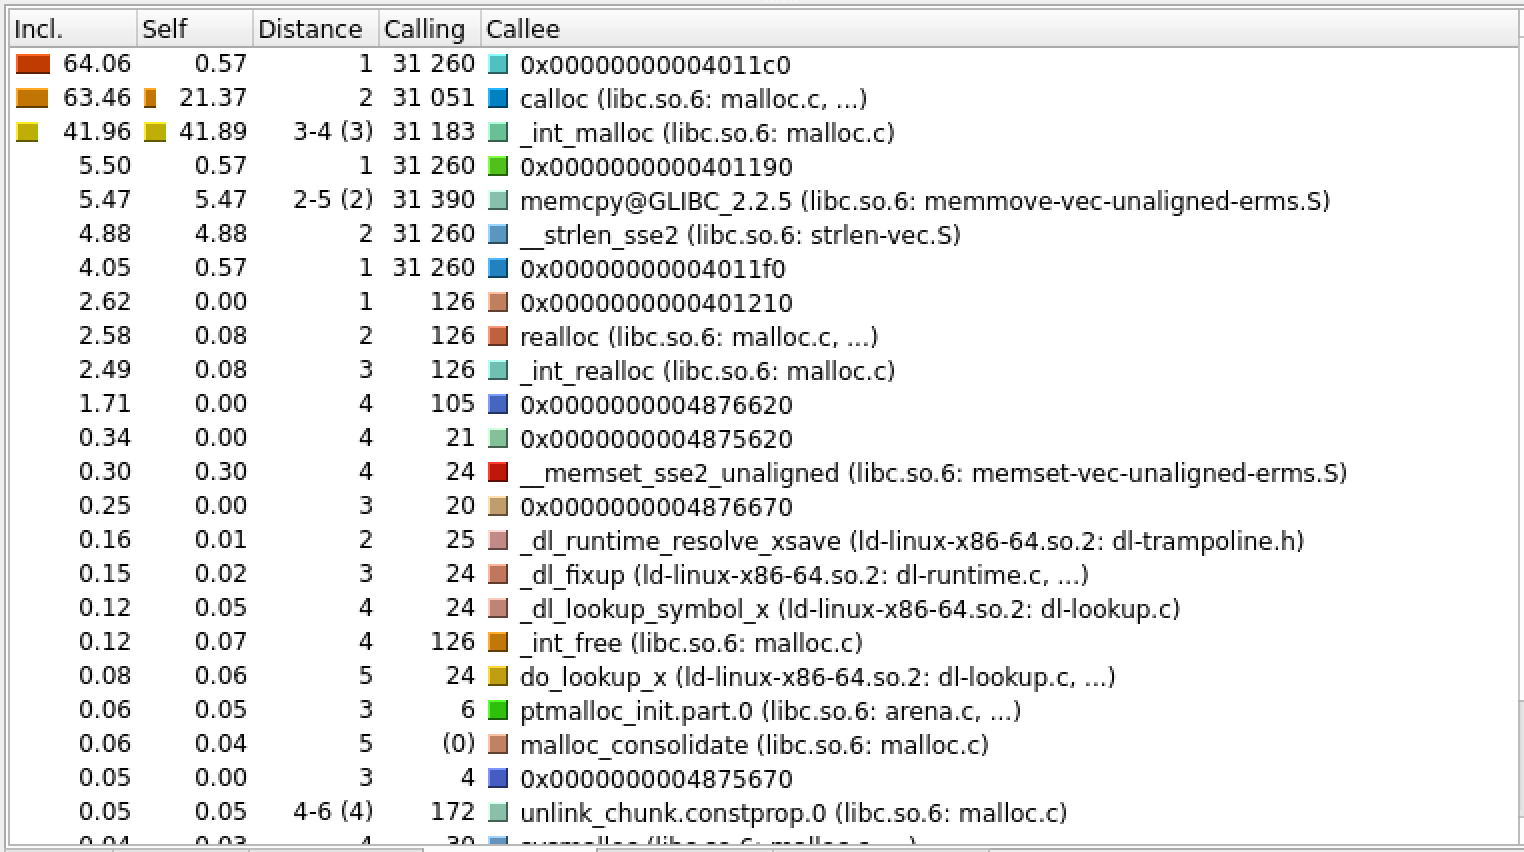 Incl. Self Distance Calling Callee
64.06 0.57 1 31 260 0x00000000004011c0
63.46 21.37 2 31 051 calloc (libc.so.6: malloc.c, ...)
41.96 41.89 3-4 (3) 31 183 _int_malloc (libc.so.6: malloc.c)
5.50 0.57 1 31 260 0x0000000000401190
5.47 5.47 2-5 (2) 31 390 memcpy@GLIBC_2.2.5 (libc.so.6: memmove-vec-unaligned-erms.S)
4.88 4.88 2 31 260 __strlen_sse2 (libc.so.6: strlen-vec.S)
4.05 0.57 1 31 260 0x00000000004011f0
2.62 0.00 1 126 0x0000000000401210
2.58 0.08 2 126 realloc (libc.so.6: malloc.c, ...)
2.49 0.08 3 126 _int_realloc (libc.so.6: malloc.c)
1.71 0.00 4 105 0x0000000004876620
0.34 0.00 4 21 0x0000000004875620
0.30 0.30 4 24 __memset_sse2_unaligned (libc.so.6: memset-vec-unaligned-erms.S)
0.25 0.00 3 20 0x0000000004876670
0.16 0.01 2 25 _dl_runtime_resolve_xsave (ld-linux-x86-64.so.2: dl-trampoline.h)
0.15 0.02 3 24 _dl_fixup (ld-linux-x86-64.so.2: dl-runtime.c, ...)
0.12 0.05 4 24 _dl_lookup_symbol_x (ld-linux-x86-64.so.2: dl-lookup.c)
0.12 0.07 4 126 _int_free (libc.so.6: malloc.c)
0.08 0.06 5 24 do_lookup_x (ld-linux-x86-64.so.2: dl-lookup.c, ...)
0.06 0.05 3 6 ptmalloc_init.part.0 (libc.so.6: arena.c, ...)
0.06 0.04 5 (0) malloc_consolidate (libc.so.6: malloc.c)
0.05 0.00 3 4 0x0000000004875670
0.05 0.05 4-6 (4) 172 unlink_chunk.constprop.0 (libc.so.6: malloc.c)